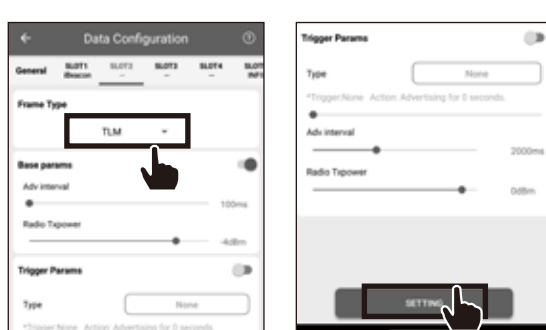 Data Configuration
General
SLOT1
iBeacon
SLOT2
--
SLOT3
--
SLOT4
--
Frame Type
TLM
Base params
Adv interval
100ms
Radio Txpower
-4dBm
Trigger Params
Type
None
*Trigger:None Action: Advertising for 0 seconds.
Trigger Params
Type
None
*Trigger:None Action: Advertising for 0 seconds.
Adv interval
2000ms
Radio Txpower
0dBm
SETTING